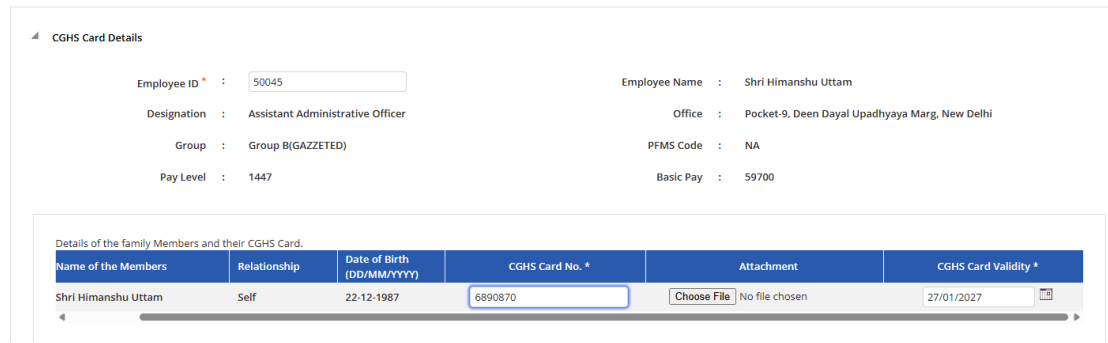 CGHS Card Details
Employee ID * : 50045 Employee Name : Shri Himanshu Uttam
Designation : Assistant Administrative Officer Office : Pocket-9, Deen Dayal Upadhyaya Marg, New Delhi
Group : Group B(GAZZETED) PFMS Code : NA
Pay Level : 1447 Basic Pay : 59700
Details of the family Members and their CGHS Card.
Name of the Members Relationship Date of Birth (DD/MM/YYYY) CGHS Card No. * Attachment CGHS Card Validity *
Shri Himanshu Uttam Self 22-12-1987 6890870 Choose File No file chosen 27/01/2027